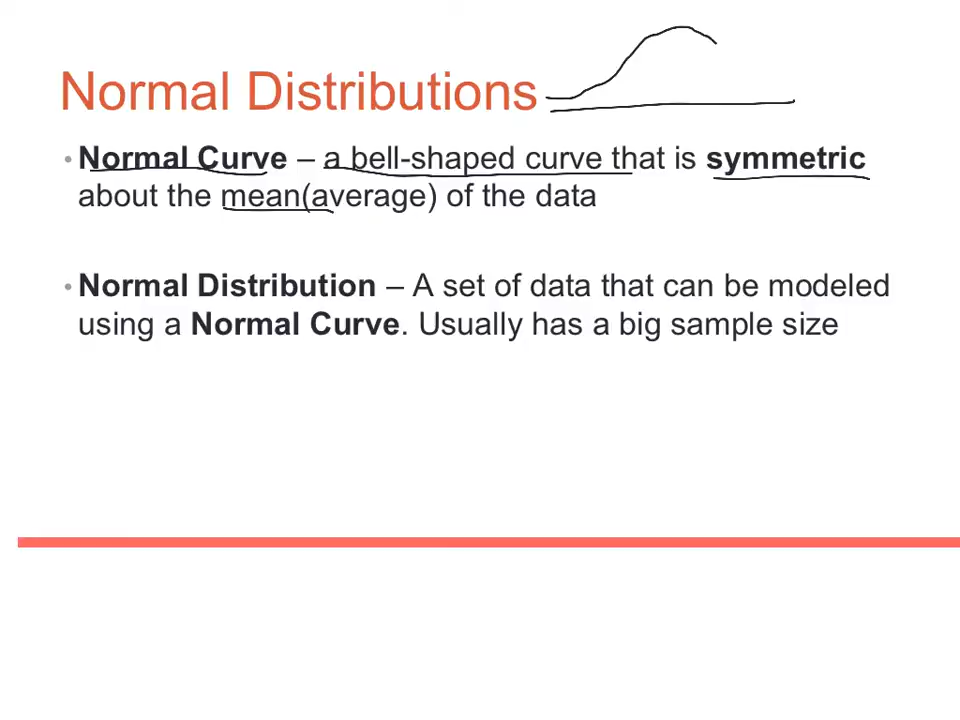 Normal Distributions
• Normal Curve – a bell-shaped curve that is symmetric
about the mean(average) of the data
• Normal Distribution – A set of data that can be modeled
using a Normal Curve. Usually has a big sample size